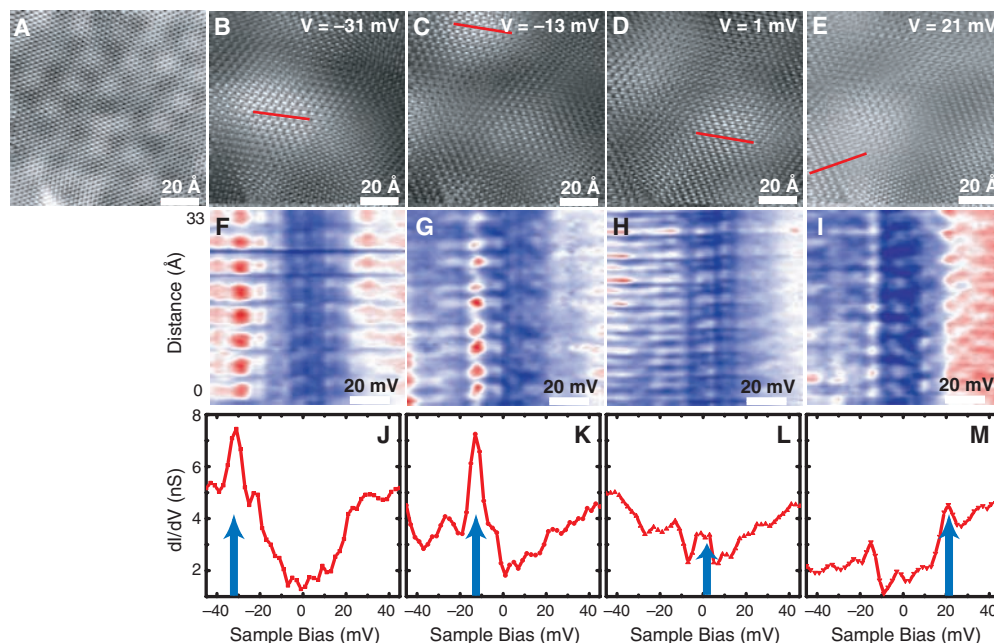 A
B V = –31 mV
C V = –13 mV
D V = 1 mV
E V = 21 mV
20 Å
20 Å
20 Å
20 Å
20 Å
33
Distance (Å)
0
F
G
H
I
20 mV
20 mV
20 mV
20 mV
8
6
4
2
dI/dV (nS)
J
K
L
M
–40 –20 0 20 40
–40 –20 0 20 40
–40 –20 0 20 40
–40 –20 0 20 40
Sample Bias (mV)
Sample Bias (mV)
Sample Bias (mV)
Sample Bias (mV)